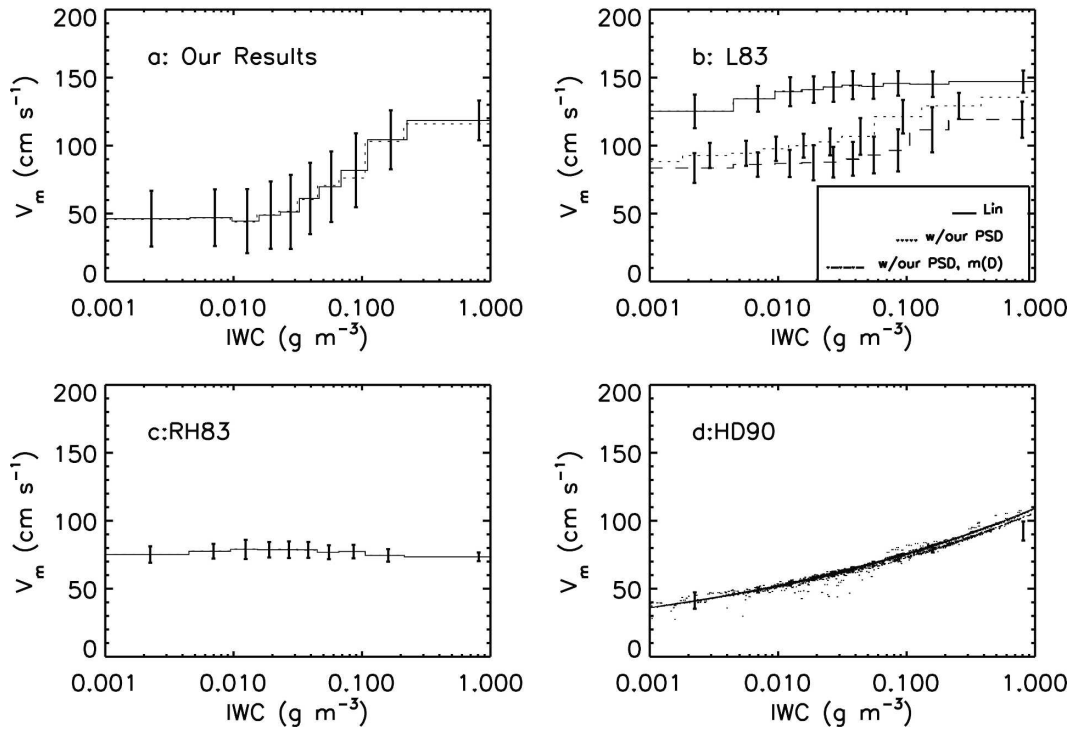 a: Our Results
200
150
100
50
0
V_m (cm s⁻¹)
0.001 0.010 0.100 1.000
IWC (g m⁻³)
b: L83
200
150
100
50
0
V_m (cm s⁻¹)
Lin
w/our PSD
w/our PSD, m(D)
0.001 0.010 0.100 1.000
IWC (g m⁻³)
c:RH83
200
150
100
50
0
V_m (cm s⁻¹)
0.001 0.010 0.100 1.000
IWC (g m⁻³)
d:HD90
200
150
100
50
0
V_m (cm s⁻¹)
0.001 0.010 0.100 1.000
IWC (g m⁻³)